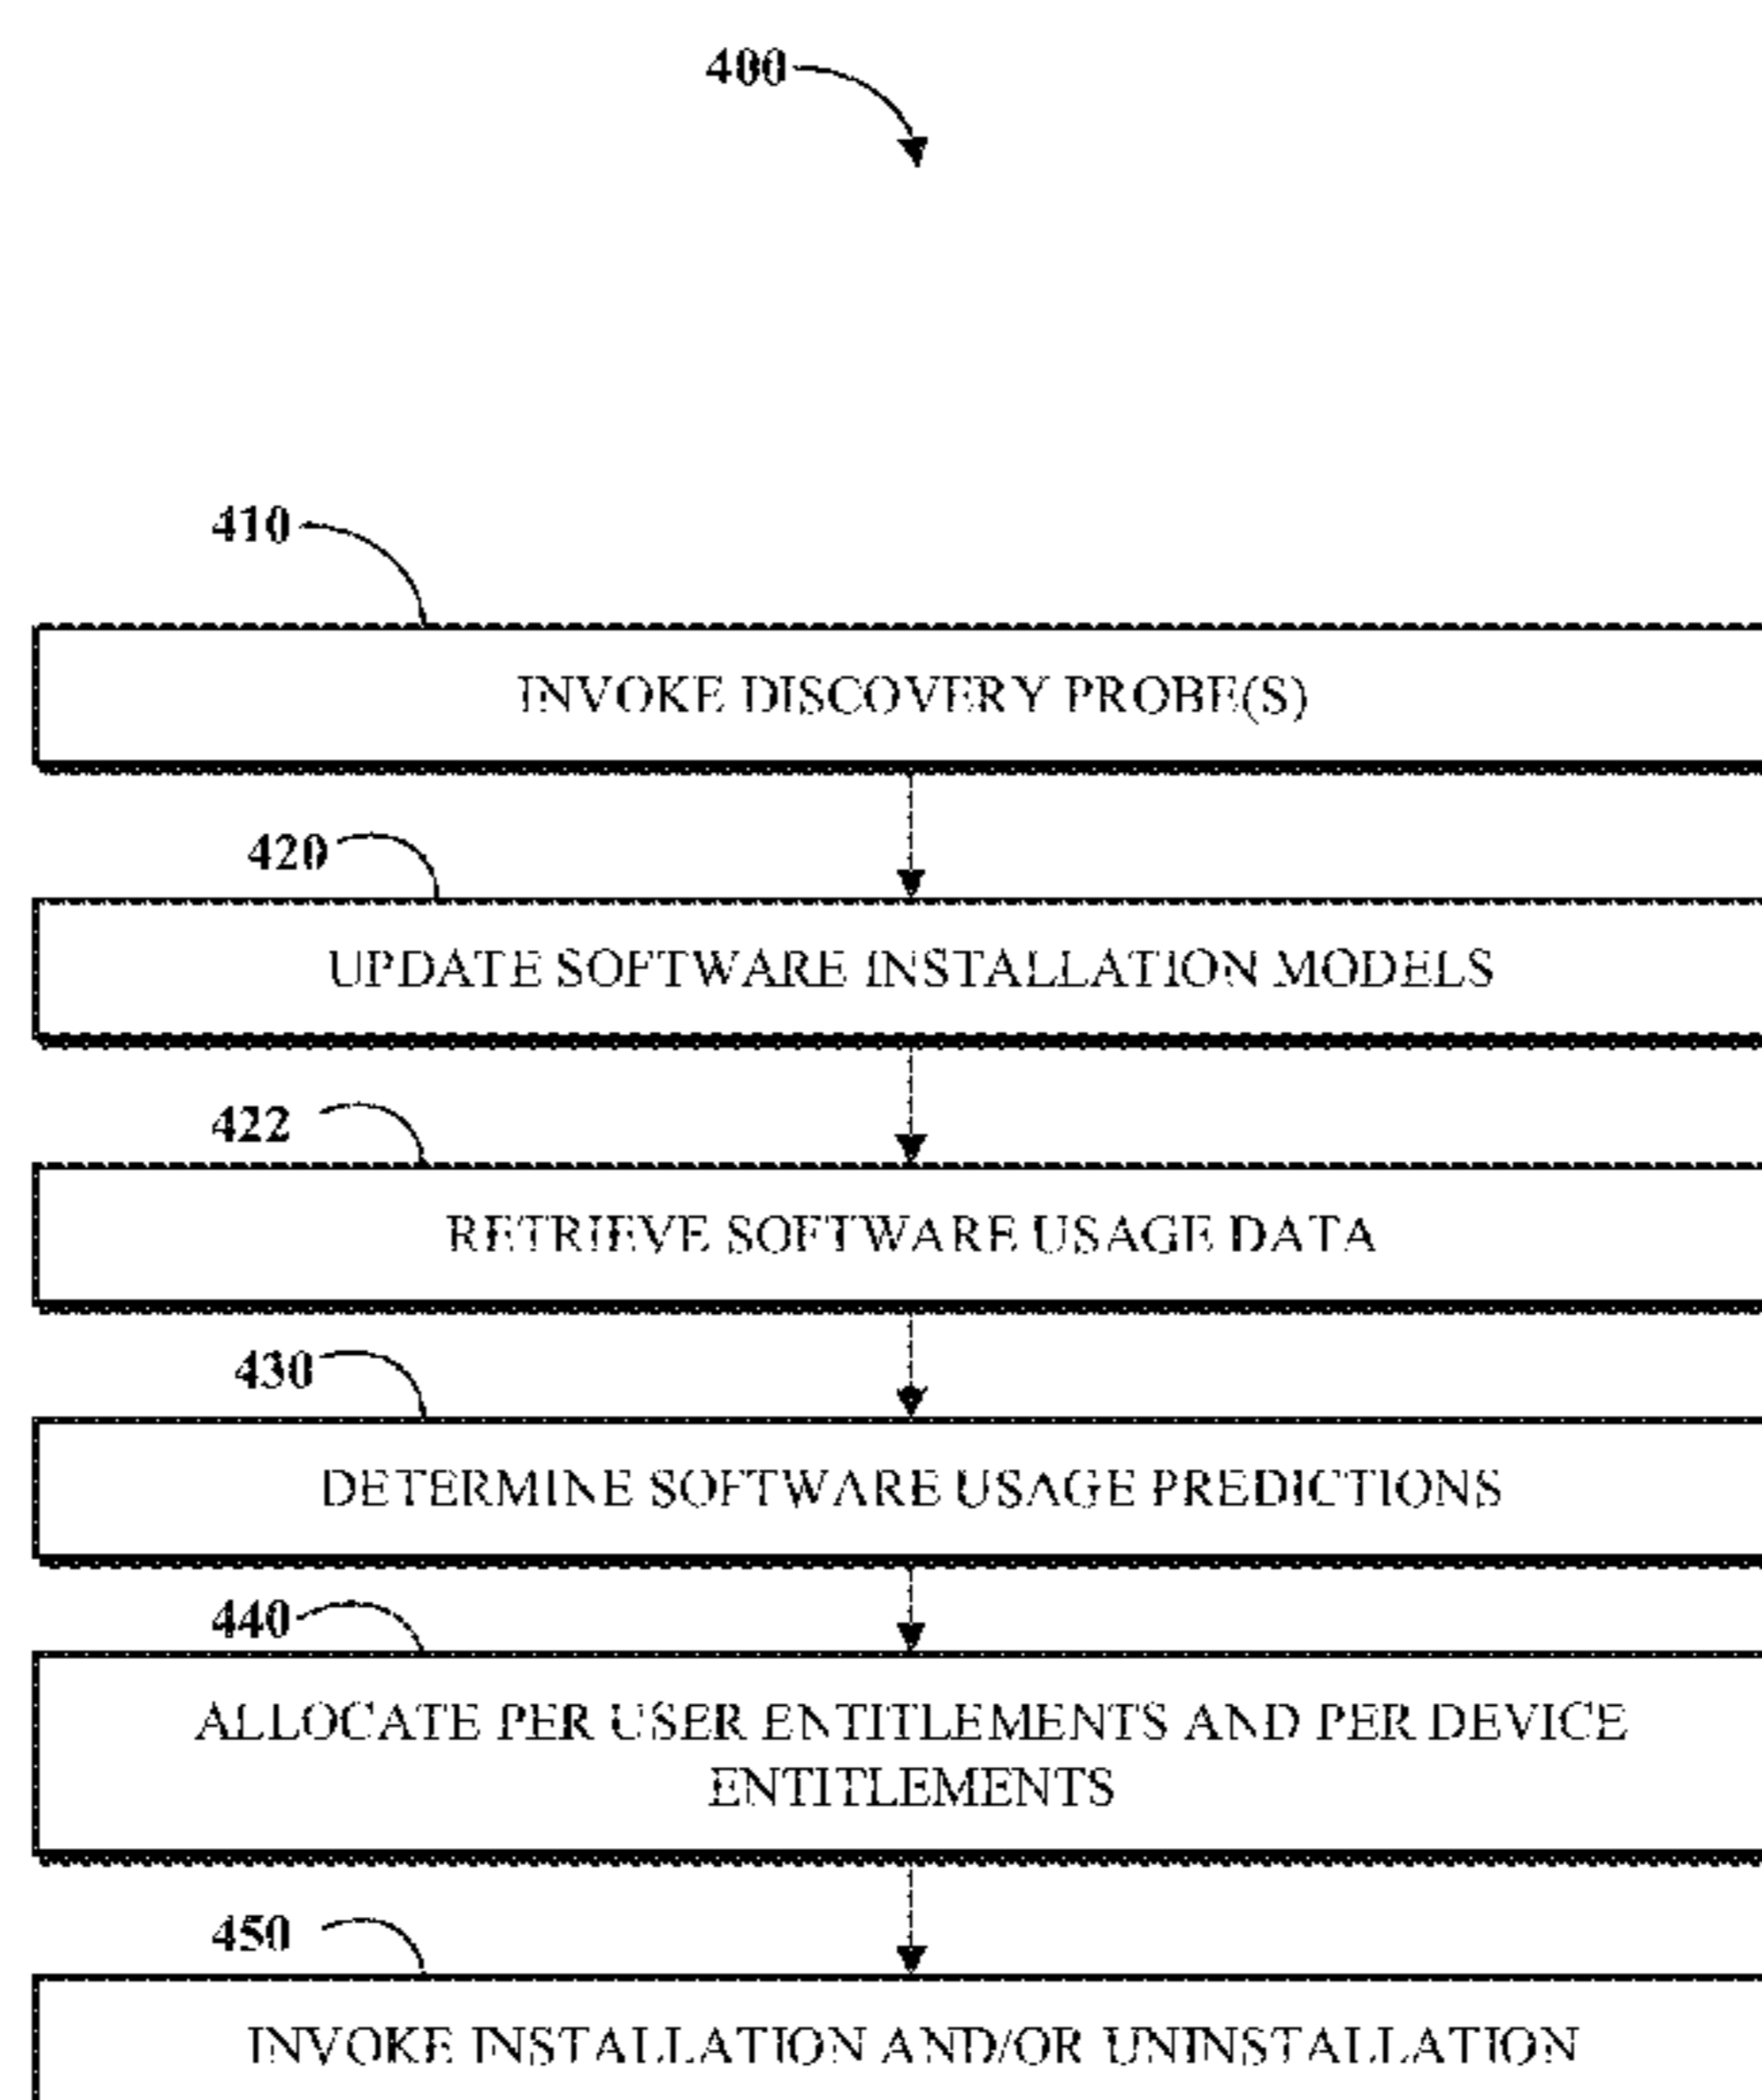 400
410
INVOKE DISCOVERY PROBE(S)
420
UPDATE SOFTWARE INSTALLATION MODELS
422
RETRIEVE SOFTWARE USAGE DATA
430
DETERMINE SOFTWARE USAGE PREDICTIONS
440
ALLOCATE PER USER ENTITLEMENTS AND PER DEVICE
ENTITLEMENTS
450
INVOKE INSTALLATION AND/OR UNINSTALLATION